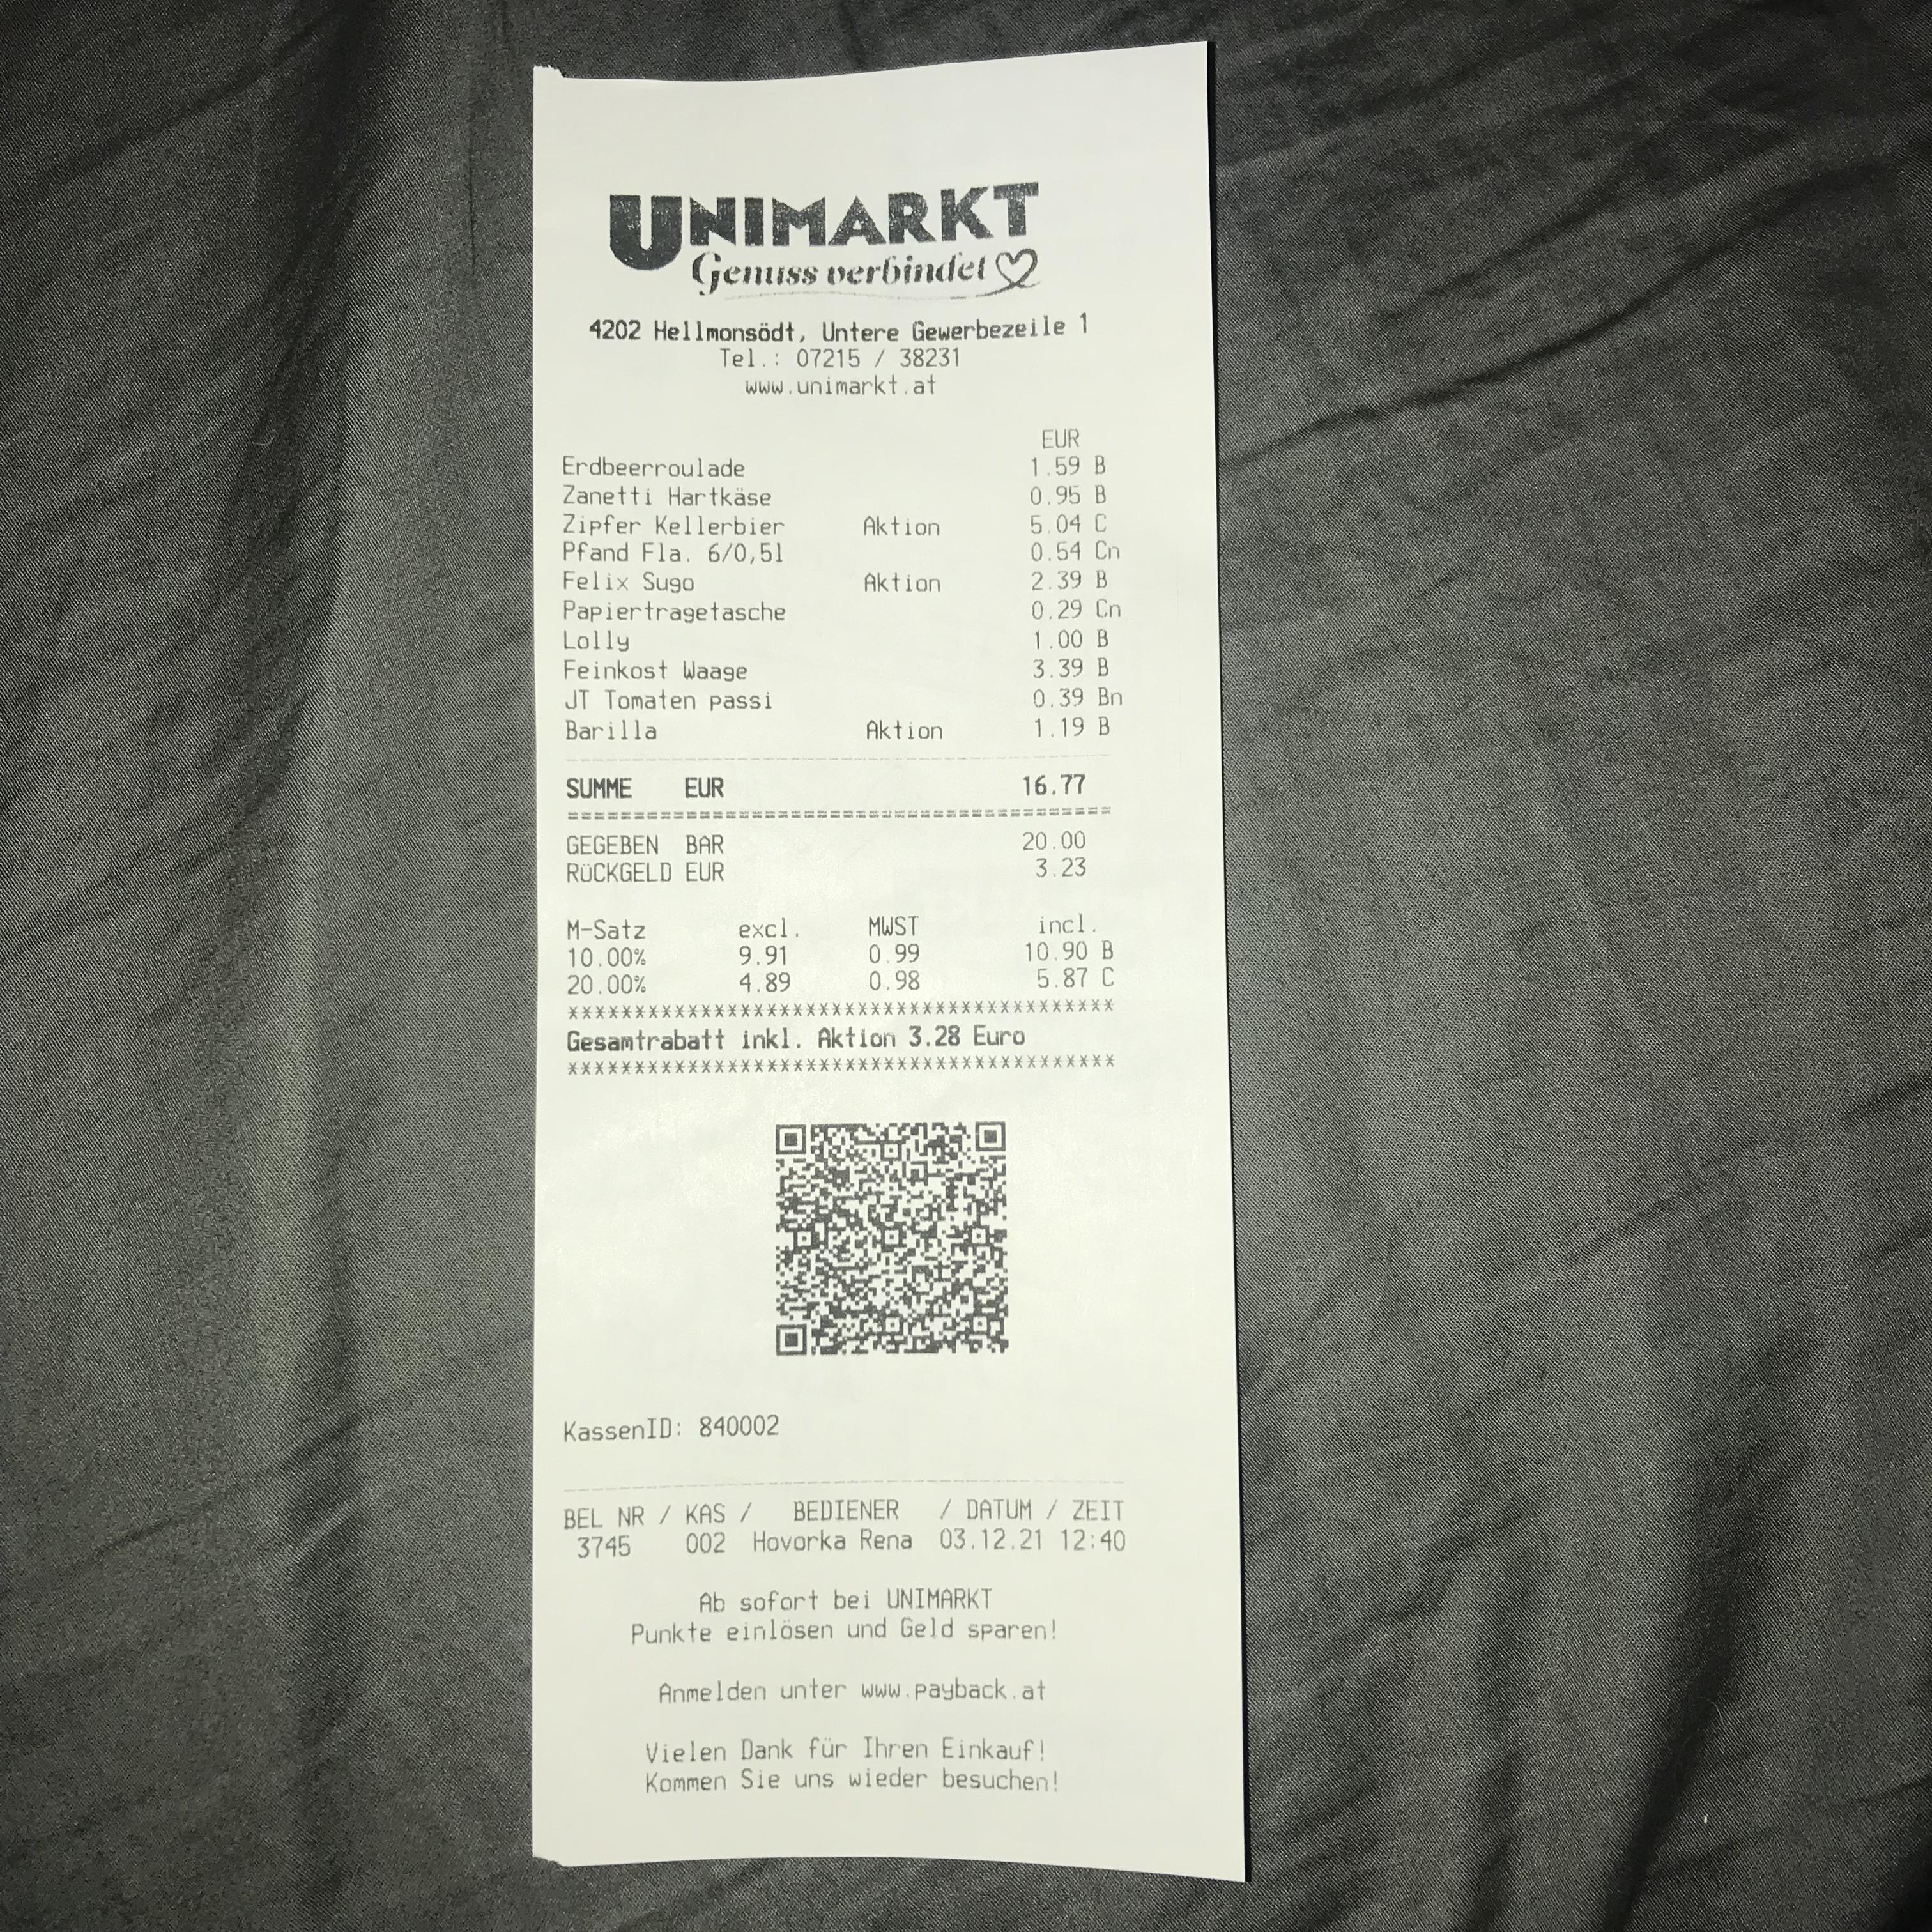 UNIMARKT
Genuss verbindet
4202 Hellmonsödt, Untere Gewerbezeile 1
Tel.: 07215 / 38231
www.unimarkt.at
EUR
Erdbeerroulade 1.59 B
Zanetti Hartkäse 0.95 B
Zipfer Kellerbier Aktion 5.04 C
Pfand Fla. 6/0,5l 0.54 Cn
Felix Sugo Aktion 2.39 B
Papiertragetasche 0.29 Cn
Lolly 1.00 B
Feinkost Waage 3.39 B
JT Tomaten passi 0.39 Bn
Barilla Aktion 1.19 B
SUMME EUR 16.77
=========================================
GEGEBEN BAR 20.00
RÜCKGELD EUR 3.23
M-Satz excl. MWST incl.
10.00% 9.91 0.99 10.90 B
20.00% 4.89 0.98 5.87 C
*****************************************
Gesamtrabatt inkl. Aktion 3.28 Euro
*****************************************
KassenID: 840002
BEL NR / KAS / BEDIENER / DATUM / ZEIT
3745 002 Hovorka Rena 03.12.21 12:40
Ab sofort bei UNIMARKT
Punkte einlösen und Geld sparen!
Anmelden unter www.payback.at
Vielen Dank für Ihren Einkauf!
Kommen Sie uns wieder besuchen!